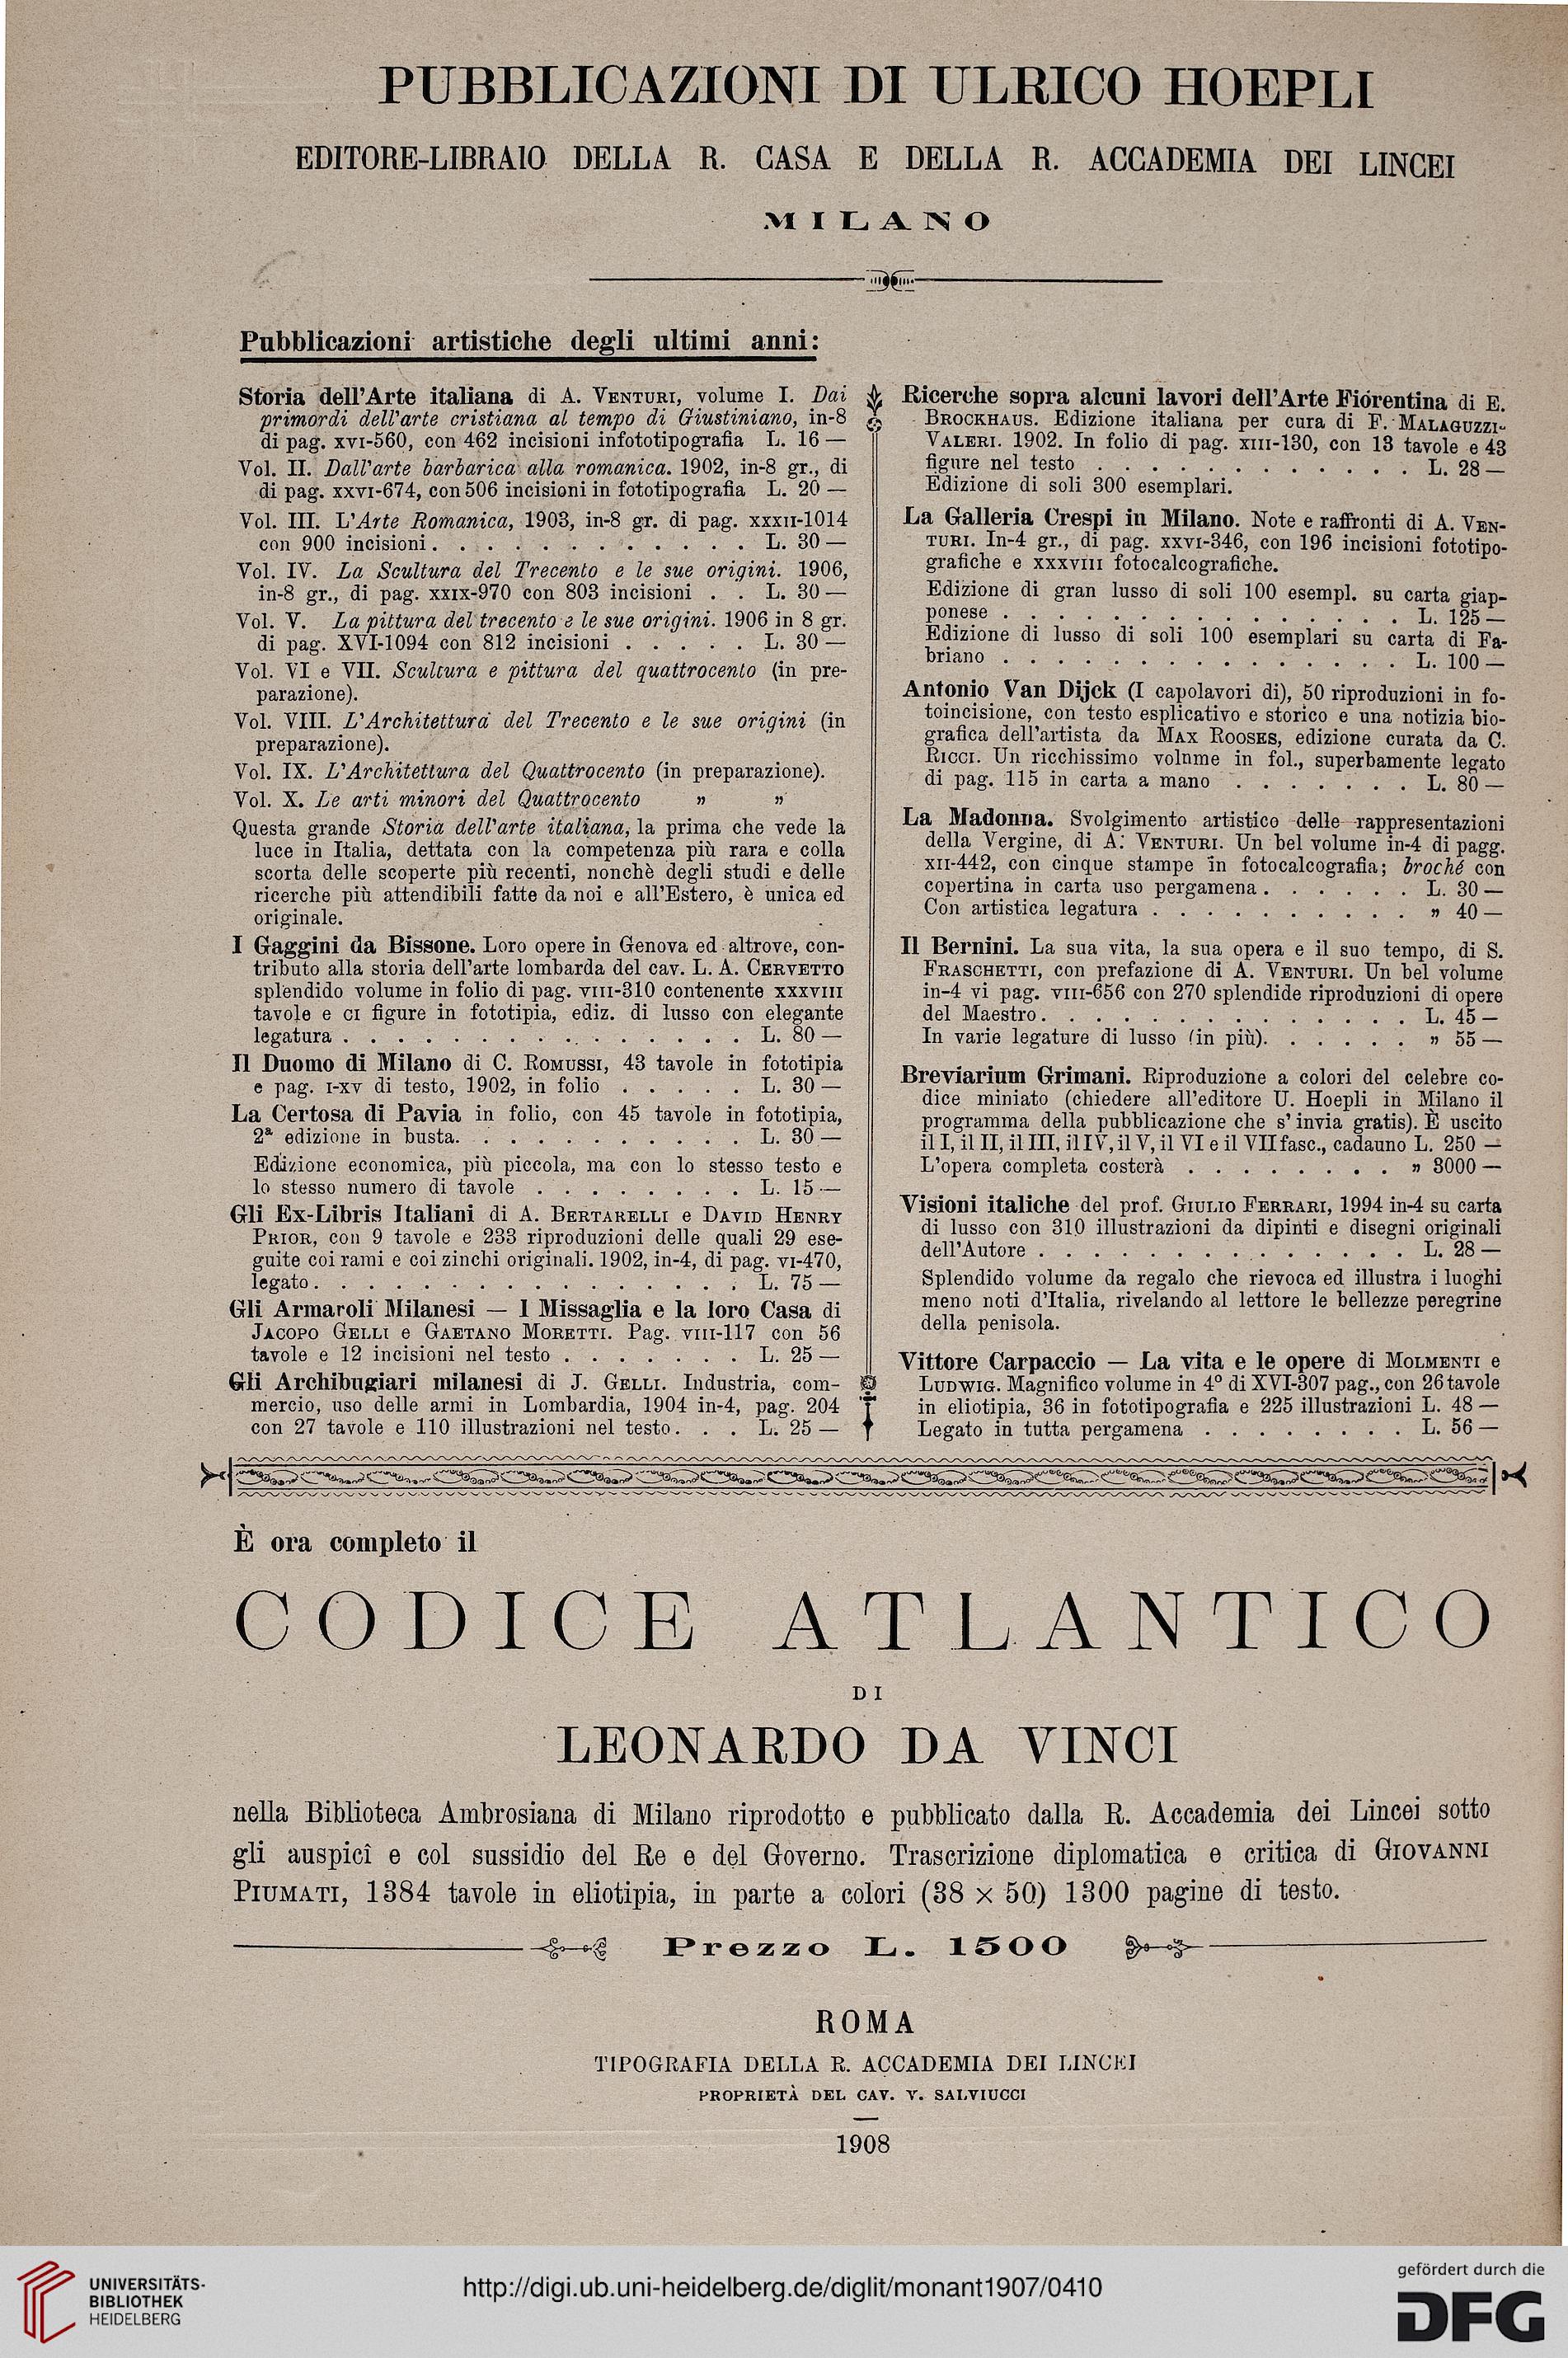 PUBBLICAZIONI DI ULRICO HOEPLI
EDITORE-LIBRAIO DELLA R. CASA E DELLA R. ACCADEMIA DEI LINCEI
MILANO
Pubblicazioni artistiche degli ultimi anni:
Storia dell'Arte italiana di A. VENTURI, volume I. Dai
primordi dell'arte cristiana al tempo di Giustiniano, in-8
di pag. XVI-560, con 462 incisioni infototipografia L. 16 —
Vol. II. Dall'arte barbarica alla romanica. 1902, in-8 gr., di
di pag. XXVI-674, con 506 incisioni in fototipografia L. 20 —
Vol. III. L'Arte Romanica, 1903, in-8 gr. di pag. XXXII-1014
con 900 incisioni . . . . . . . . . . . . L. 30 —
Vol. IV. La Scultura del Trecento e le sue origini. 1906,
in-8 gr., di pag. XXIX-970 con 803 incisioni . . L. 30 —
Vol. V. La pittura del trecento e le sue origini. 1906 in 8 gr.
di pag. XVI-1094 con 812 incisioni . . . . . L. 30 —
Vol. VI e VII. Scultura e pittura del quattrocento (in pre-
parazione).
Vol. VIII. L'Architettura del Trecento e le sue origini (in
preparazione).
Vol. IX. L'Architettura del Quattrocento (in preparazione).
Vol. X. Le arti minori del Quattrocento " "
Questa grande Storia dell'arte italiana, la prima che vede la
luce in Italia, dettata con la competenza più rara e colla
scorta delle scoperte più recenti, nonchè degli studi e delle
ricerche più attendibili fatte da noi e all'Estero, è unica ed
originale.
I Gaggini da Bissone. Loro opere in Genova ed altrove, con-
tributo alla storia dell'arte lombarda del cav. L. A. CERVETTO
splendido volume in folio di pag. VIII-310 contenente XXXVIII
tavole e CI figure in fototipia, ediz. di lusso con elegante
legatura . . . . . . . . . . . . . . . L. 80 —
Il Duomo di Milano di C. ROMUSSI, 43 tavole in fototipia
e pag. I-XV di testo, 1902, in folio . . . . . L. 30 —
La Certosa di Pavia in folio, con 45 tavole in fototipia,
2ª edizione in busta. . . . . . . . . . . L. 30 —
Edizione economica, più piccola, ma con lo stesso testo e
lo stesso numero di tavole . . . . . . . . L. 15 —
Gli Ex-Libris Italiani di A. BERTARELLI e DAVID HENRY
PRIOR, con 9 tavole e 233 riproduzioni delle quali 29 ese-
guite coi rami e coi zinchi originali. 1902, in-4, di pag. VI-470,
legato . . . . . . . . . . . . . . . . L. 75 —
Gli Armaroli Milanesi — I Missaglia e la loro Casa di
JACOPO GELLI e GAETANO MORETTI. Pag. VIII-117 con 56
tavole e 12 incisioni nel testo . . . . . . . L. 25 —
Gli Archibugiari milanesi di J. GELLI. Industria, com-
mercio, uso delle armi in Lombardia, 1904 in-4, pag. 204
con 27 tavole e 110 illustrazioni nel testo . . . L. 25 —
Ricerche sopra alcuni lavori dell'Arte Fiorentina di E.
BROCKHAUS. Edizione italiana per cura di F. MALAGUZZI-
VALERI. 1902. In folio di pag. XIII-130, con 13 tavole e 43
figure nel testo . . . . . . . . . . . . L. 28 —
Edizione di soli 300 esemplari.
La Galleria Crespi in Milano. Note e raffronti di A. VEN-
TURI. In-4 gr., di pag. XXVI-346, con 196 incisioni fototipo-
grafiche e XXXVIII fotocalcografiche.
Edizione di gran lusso di soli 100 esempl. su carta giap-
ponese . . . . . . . . . . . . . . . L. 125 —
Edizione di lusso di soli 100 esemplari su carta di Fa-
briano . . . . . . . . . . . . . . . L. 100 —
Antonio Van Dijck (I capolavori di), 50 riproduzioni in fo-
toincisione, con testo esplicativo e storico e una notizia bio-
grafica dell'artista da MAX ROOSES, edizione curata da C.
RICCI. Un ricchissimo volnme in fol., superbamente legato
di pag. 115 in carta a mano . . . . . . . L. 80 —
La Madonna. Svolgimento artistico delle rappresentazioni
della Vergine, di A. VENTURI. Un bel volume in-4 di pagg.
XII-442, con cinque stampe in fotocalcografia; broché con
copertina in carta uso pergamena . . . . . . L. 30 —
Con artistica legatura . . . . . . . . . . " 40 —
Il Bernini. La sua vita, la sua opera e il suo tempo, di S.
FRASCHETTI, con prefazione di A. VENTURI. Un bel volume
in-4 vi pag. VIII-656 con 270 splendide riproduzioni di opere
del Maestro . . . . . . . . . . . . . . L. 45 —
In varie legature di lusso (in più). . . . . . . " 55 —
Breviarium Grimani. Riproduzione a colori del celebre co-
dice miniato (chiedere all'editore U. Hoepli in Milano il
programma della pubblicazione che s'invia gratis). È uscito
il I, il II, il III, il IV, il V, il VI e il VII fasc., cadauno L. 250 —
L'opera completa costerà . . . . . . . . " 3000 —
Visioni italiche del prof. GIULIO FERRARI, 1994 in-4 su carta
di lusso con 310 illustrazioni da dipinti e disegni originali
dell'Autore . . . . . . . . . . . . . . L. 28 —
Splendido volume da regalo che rievoca ed illustra i luoghi
meno noti d'Italia, rivelando al lettore le bellezze peregrine
della penisola.
Vittore Carpaccio — La vita e le opere di MOLMENTI e
LUDWIG. Magnifico volume in 4° di XVI-307 pag., con 26 tavole
in eliotipia, 36 in fototipografia e 225 illustrazioni L. 48 —
Legato in tutta pergamena . . . . . . . . L. 56 —
È ora completo il
CODICE ATLANTICO
DI
LEONARDO DA VINCI
nella Biblioteca Ambrosiana di Milano riprodotto e pubblicato dalla R. Accademia dei Lincei sotto
gli auspicî e col sussidio del Re e del Governo. Trascrizione diplomatica e critica di GIOVANNI
PIUMATI, 1384 tavole in eliotipia, in parte a colori (38 × 50) 1300 pagine di testo.
Prezzo L. 1500
ROMA
TIPOGRAFIA DELLA R. ACCADEMIA DEI LINCEI
PROPRIETÀ DEL CAV. V. SALVIUCCI
1908
UNIVERSITÄTS-
BIBLIOTHEK
HEIDELBERG
http://digi.ub.uni-heidelberg.de/diglit/monant1907/0410
gefördert durch die
DFG